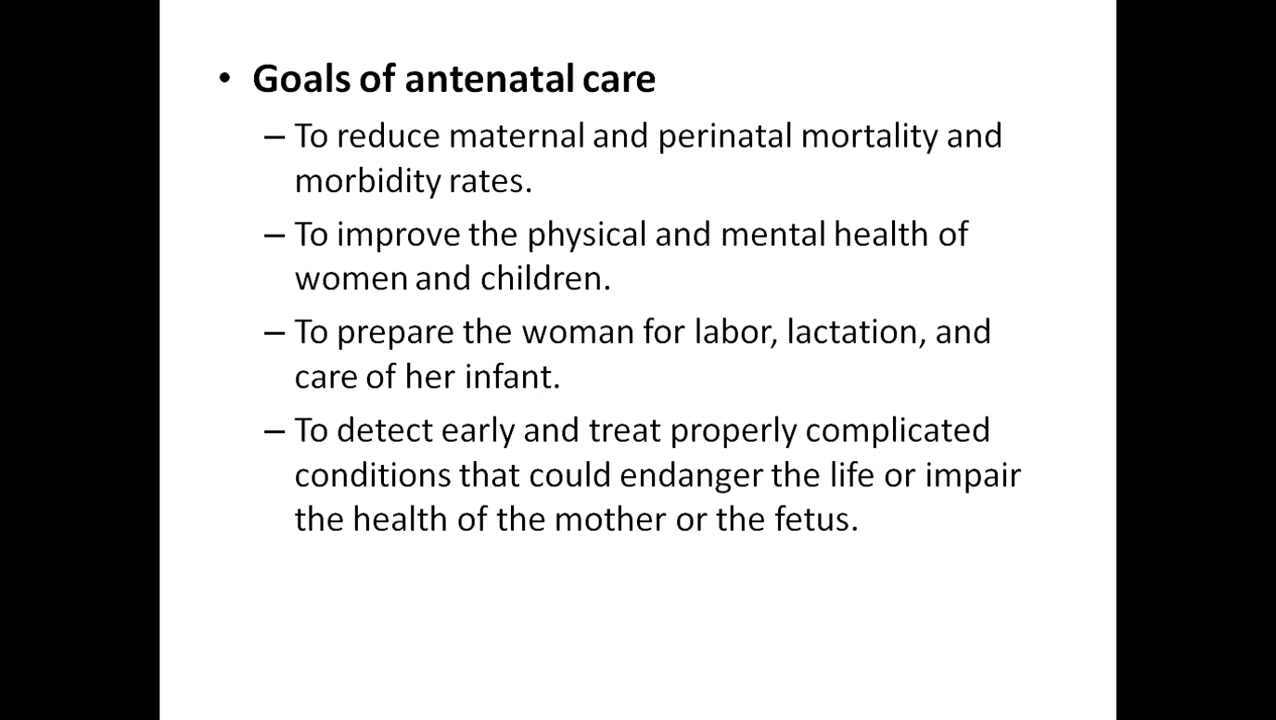 • Goals of antenatal care
– To reduce maternal and perinatal mortality and
morbidity rates.
– To improve the physical and mental health of
women and children.
– To prepare the woman for labor, lactation, and
care of her infant.
– To detect early and treat properly complicated
conditions that could endanger the life or impair
the health of the mother or the fetus.